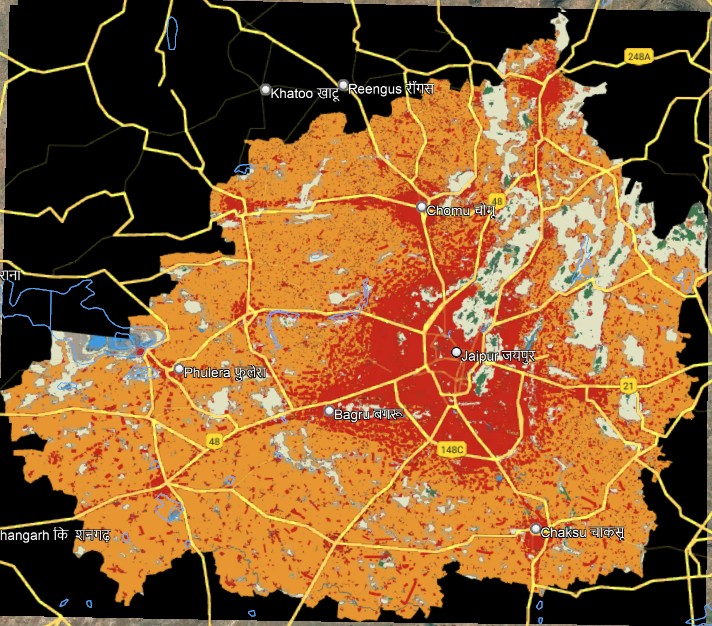 248A
Khatoo खाटू
Reengus रींगस
48
Chomu चौमूं
राना
Jaipur जयपुर
Phulera फुलेरा
21
Bagru बगरू
48
148C
Chaksu चाकसू
hangarh कि शनगढ़